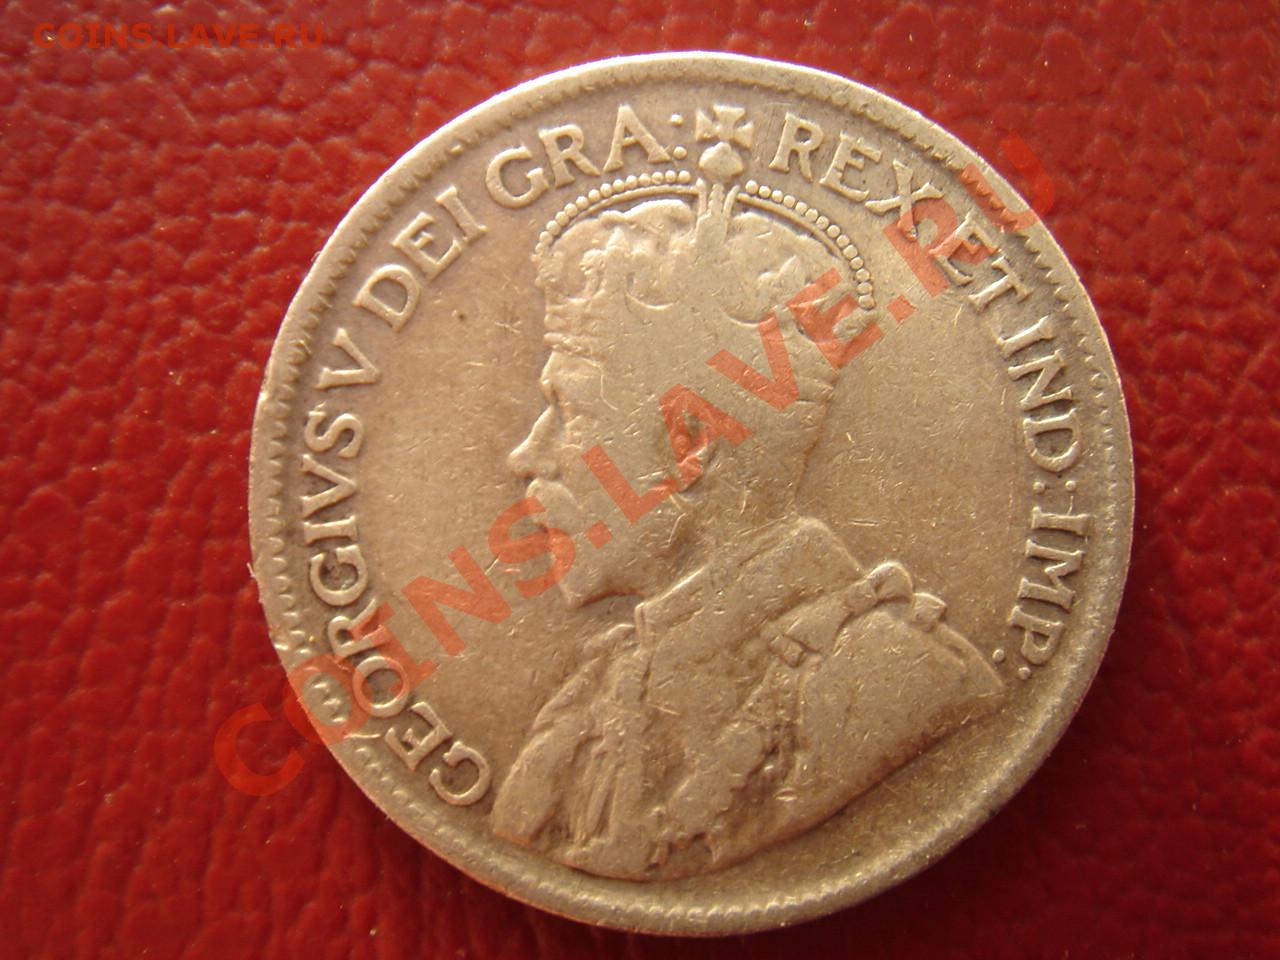 COINS.LAVE.RU
GEORGIVS V DEI GRA: REX ET IND: IMP:
COINS.LAVE.RU